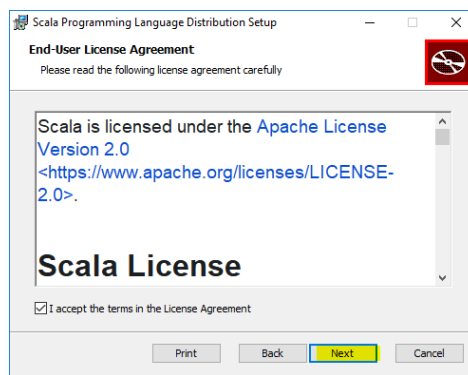 Scala Programming Language Distribution Setup
End-User License Agreement
Please read the following license agreement carefully
Scala is licensed under the Apache License
Version 2.0
<https://www.apache.org/licenses/LICENSE-
2.0>.
Scala License
I accept the terms in the License Agreement
Print Back Next Cancel